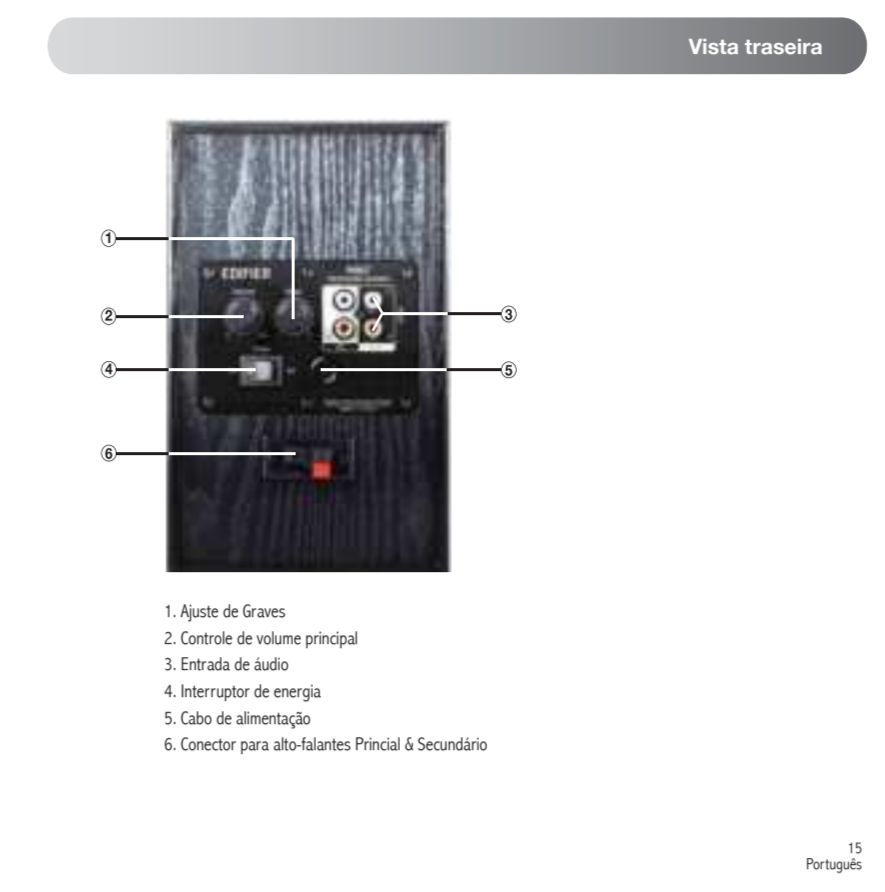 Vista traseira
1
EDIFIER
2
3
4
5
6
1. Ajuste de Graves
2. Controle de volume principal
3. Entrada de áudio
4. Interruptor de energia
5. Cabo de alimentação
6. Conector para alto-falantes Princial & Secundário
15
Português